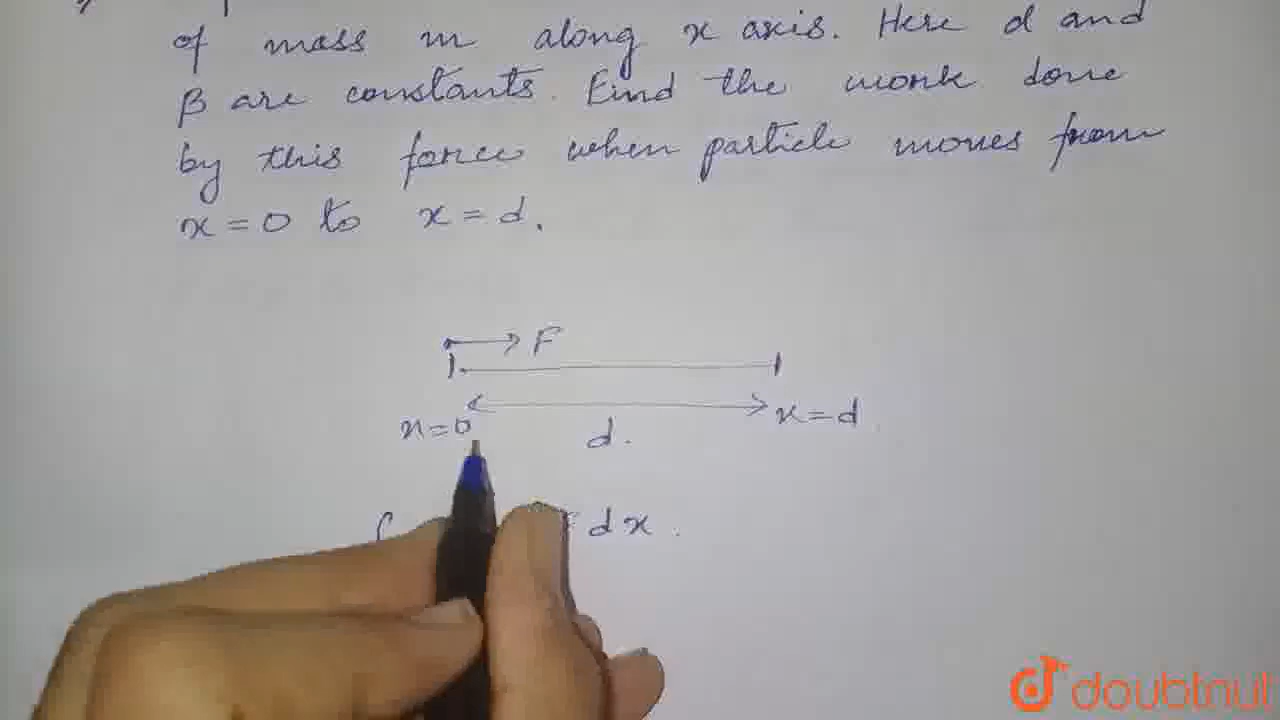 of mass m along x axis. Here α and
β are constants. Find the work done
by this force when particle moves from
x = 0 to x = d.
F
x=0
d.
x=d
∫ dx.
doubtnut